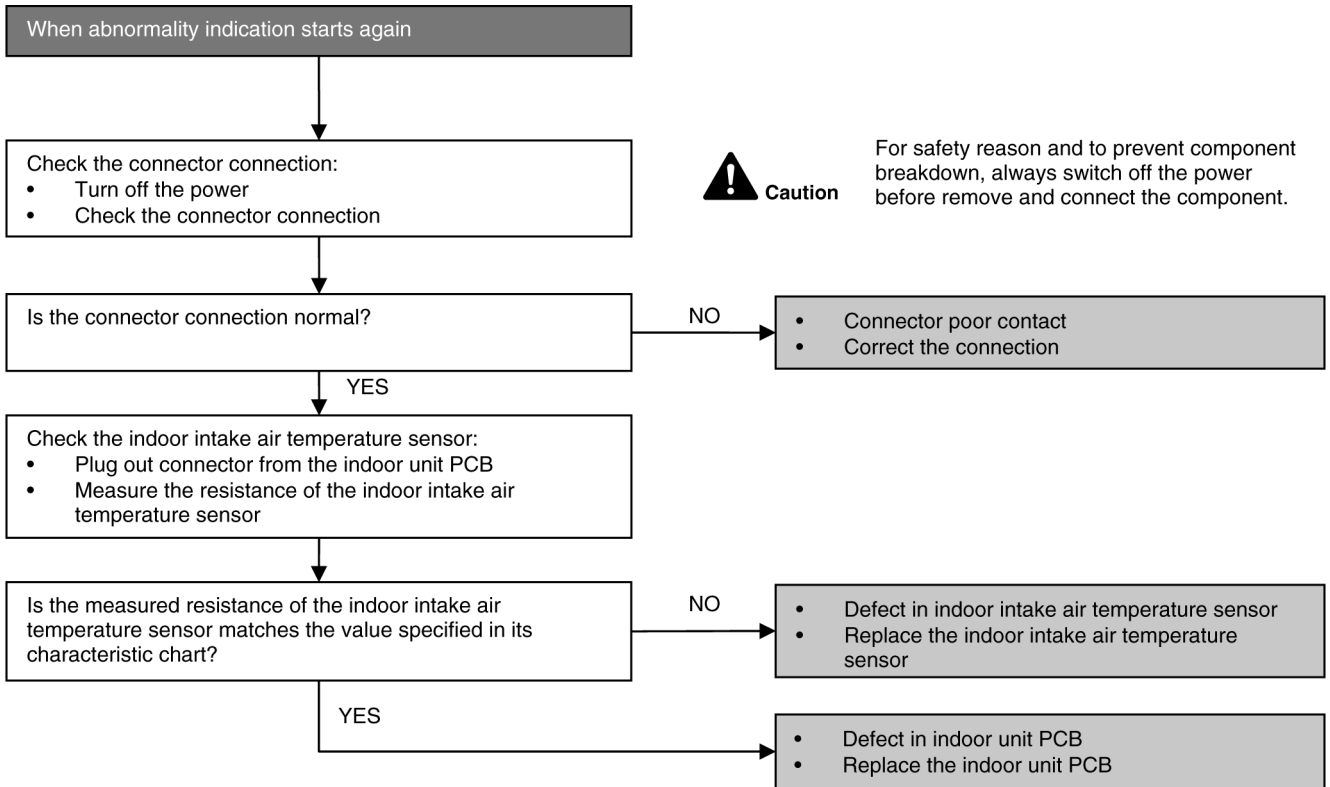 When abnormality indication starts again
Check the connector connection:
• Turn off the power
• Check the connector connection
Caution
For safety reason and to prevent component
breakdown, always switch off the power
before remove and connect the component.
Is the connector connection normal?
NO
• Connector poor contact
• Correct the connection
YES
Check the indoor intake air temperature sensor:
• Plug out connector from the indoor unit PCB
• Measure the resistance of the indoor intake air
temperature sensor
Is the measured resistance of the indoor intake air
temperature sensor matches the value specified in its
characteristic chart?
NO
• Defect in indoor intake air temperature sensor
• Replace the indoor intake air temperature
sensor
YES
• Defect in indoor unit PCB
• Replace the indoor unit PCB